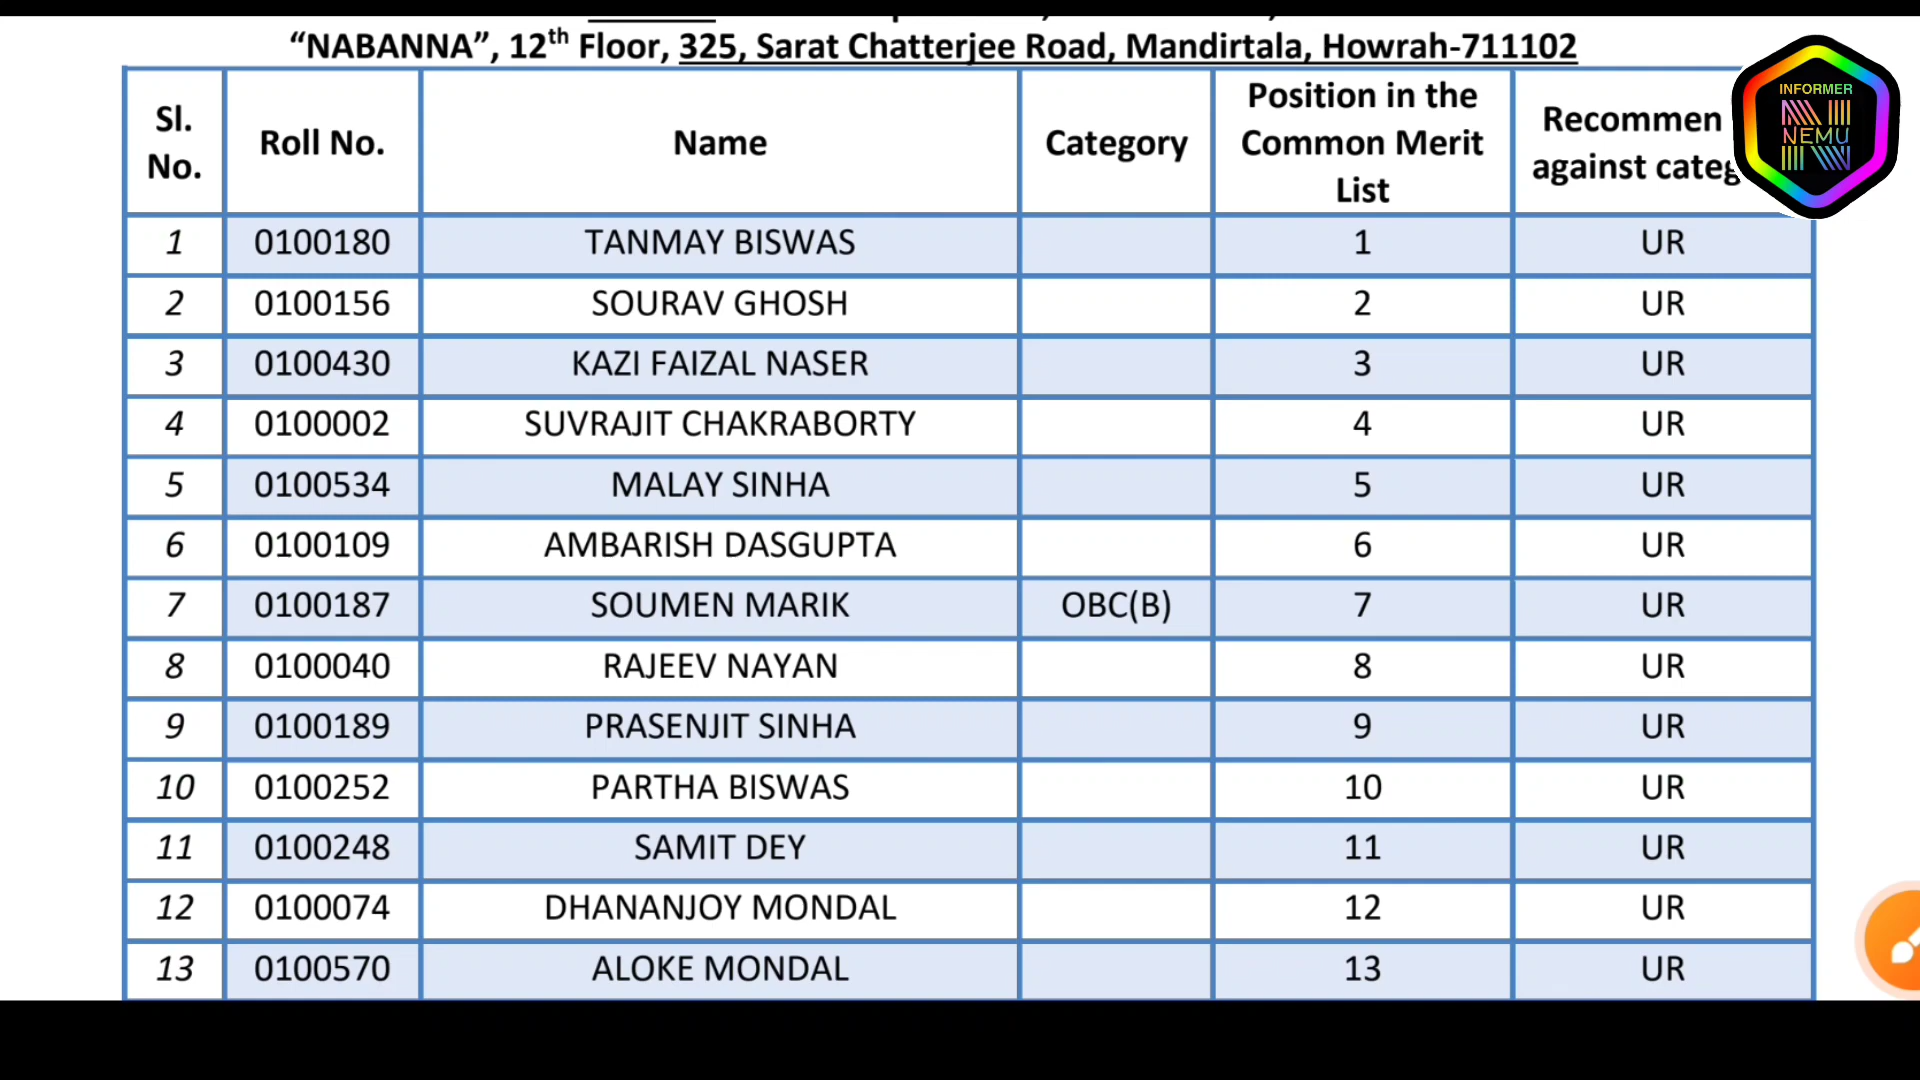 “NABANNA”, 12th Floor, 325, Sarat Chatterjee Road, Mandirtala, Howrah-711102
Sl. No. Roll No. Name Category Position in the Common Merit List Recommen against categ
1 0100180 TANMAY BISWAS 1 UR
2 0100156 SOURAV GHOSH 2 UR
3 0100430 KAZI FAIZAL NASER 3 UR
4 0100002 SUVRAJIT CHAKRABORTY 4 UR
5 0100534 MALAY SINHA 5 UR
6 0100109 AMBARISH DASGUPTA 6 UR
7 0100187 SOUMEN MARIK OBC(B) 7 UR
8 0100040 RAJEEV NAYAN 8 UR
9 0100189 PRASENJIT SINHA 9 UR
10 0100252 PARTHA BISWAS 10 UR
11 0100248 SAMIT DEY 11 UR
12 0100074 DHANANJOY MONDAL 12 UR
13 0100570 ALOKE MONDAL 13 UR
INFORMER
NEMU